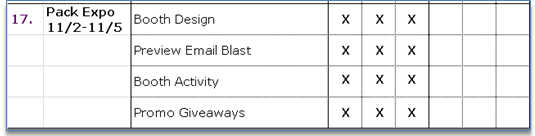 17. Pack Expo Booth Design X X X
11/2-11/5
Preview Email Blast X X X
Booth Activity X X X
Promo Giveaways X X X